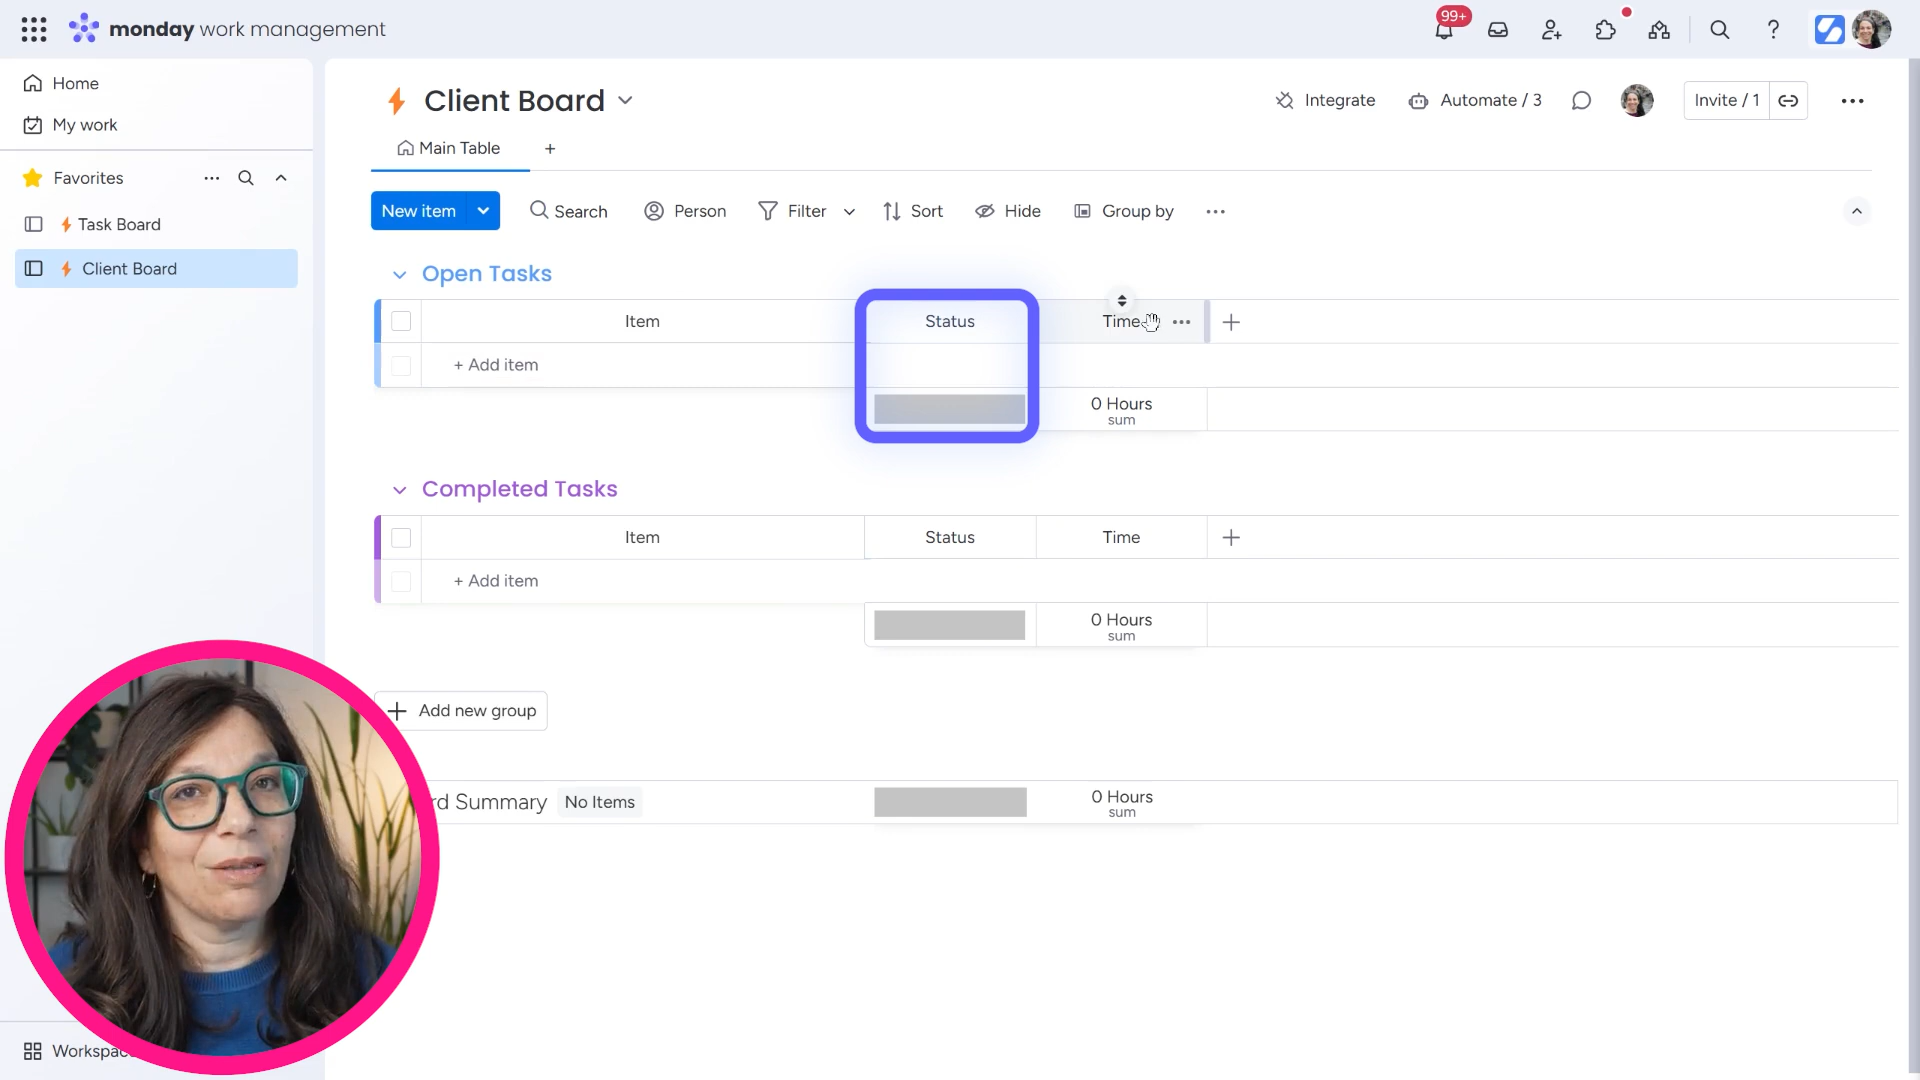 monday work management
99+
Home
My work
Favorites
Task Board
Client Board
Client Board
Integrate
Automate / 3
Invite / 1
Main Table
New item
Search
Person
Filter
Sort
Hide
Group by
Open Tasks
Item
Status
Time
+ Add item
0 Hours
sum
Completed Tasks
Item
Status
Time
+ Add item
0 Hours
sum
Add new group
rd Summary
No Items
0 Hours
sum
Workspac